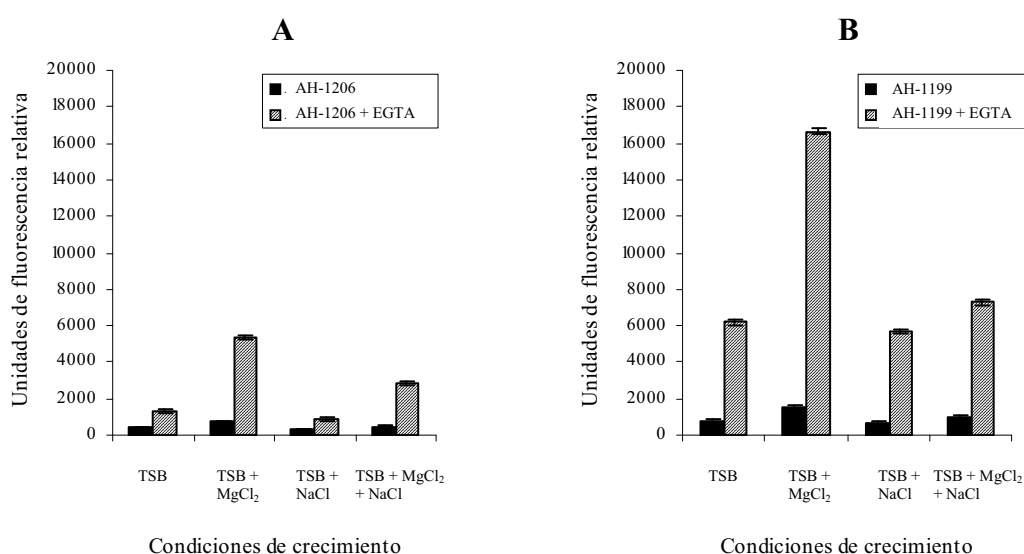 A
20000
18000
16000
14000
12000
10000
8000
6000
4000
2000
0
Unidades de fluorescencia relativa
AH-1206
AH-1206 + EGTA
TSB
TSB + MgCl₂
TSB + NaCl
TSB + MgCl₂ + NaCl
Condiciones de crecimiento
B
20000
18000
16000
14000
12000
10000
8000
6000
4000
2000
0
Unidades de fluorescencia relativa
AH-1199
AH-1199 + EGTA
TSB
TSB + MgCl₂
TSB + NaCl
TSB + MgCl₂ + NaCl
Condiciones de crecimiento